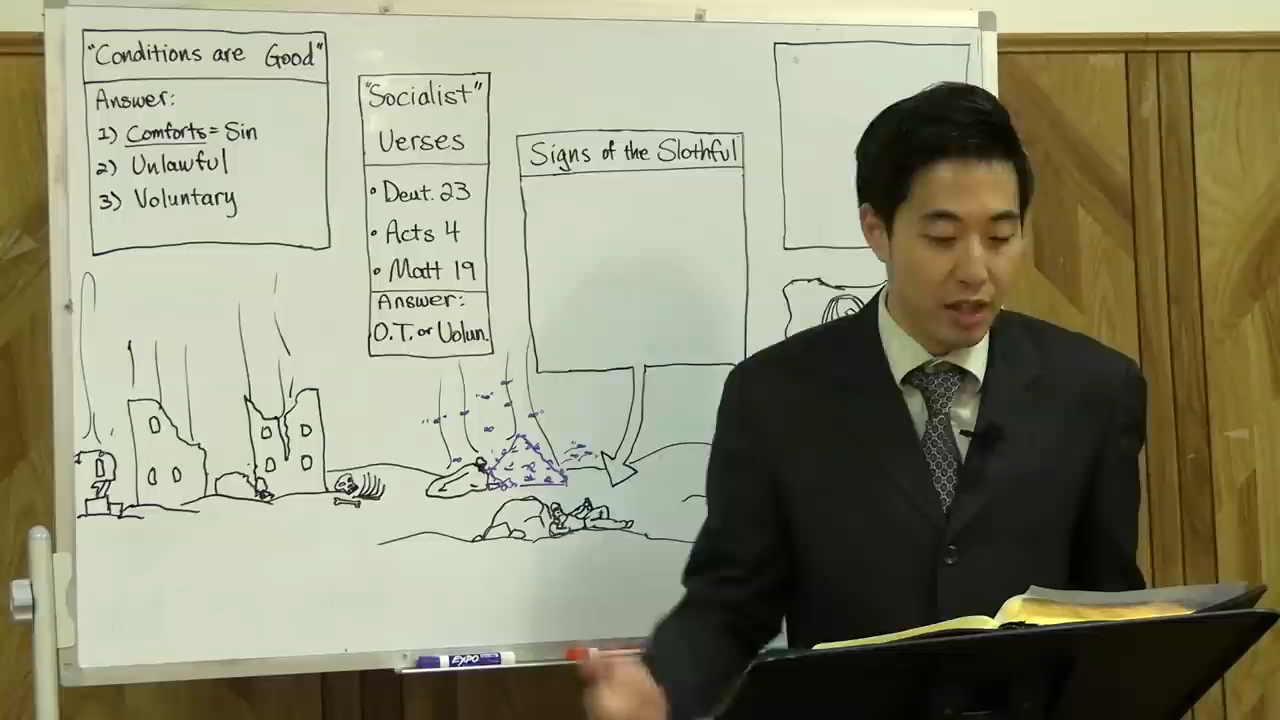 "Conditions are Good"
Answer:
1) Comforts = Sin
2) Unlawful
3) Voluntary
"Socialist"
Verses
• Deut. 23
• Acts 4
• Matt 19
Answer:
O.T. or Volun.
Signs of the Slothful
EXPO